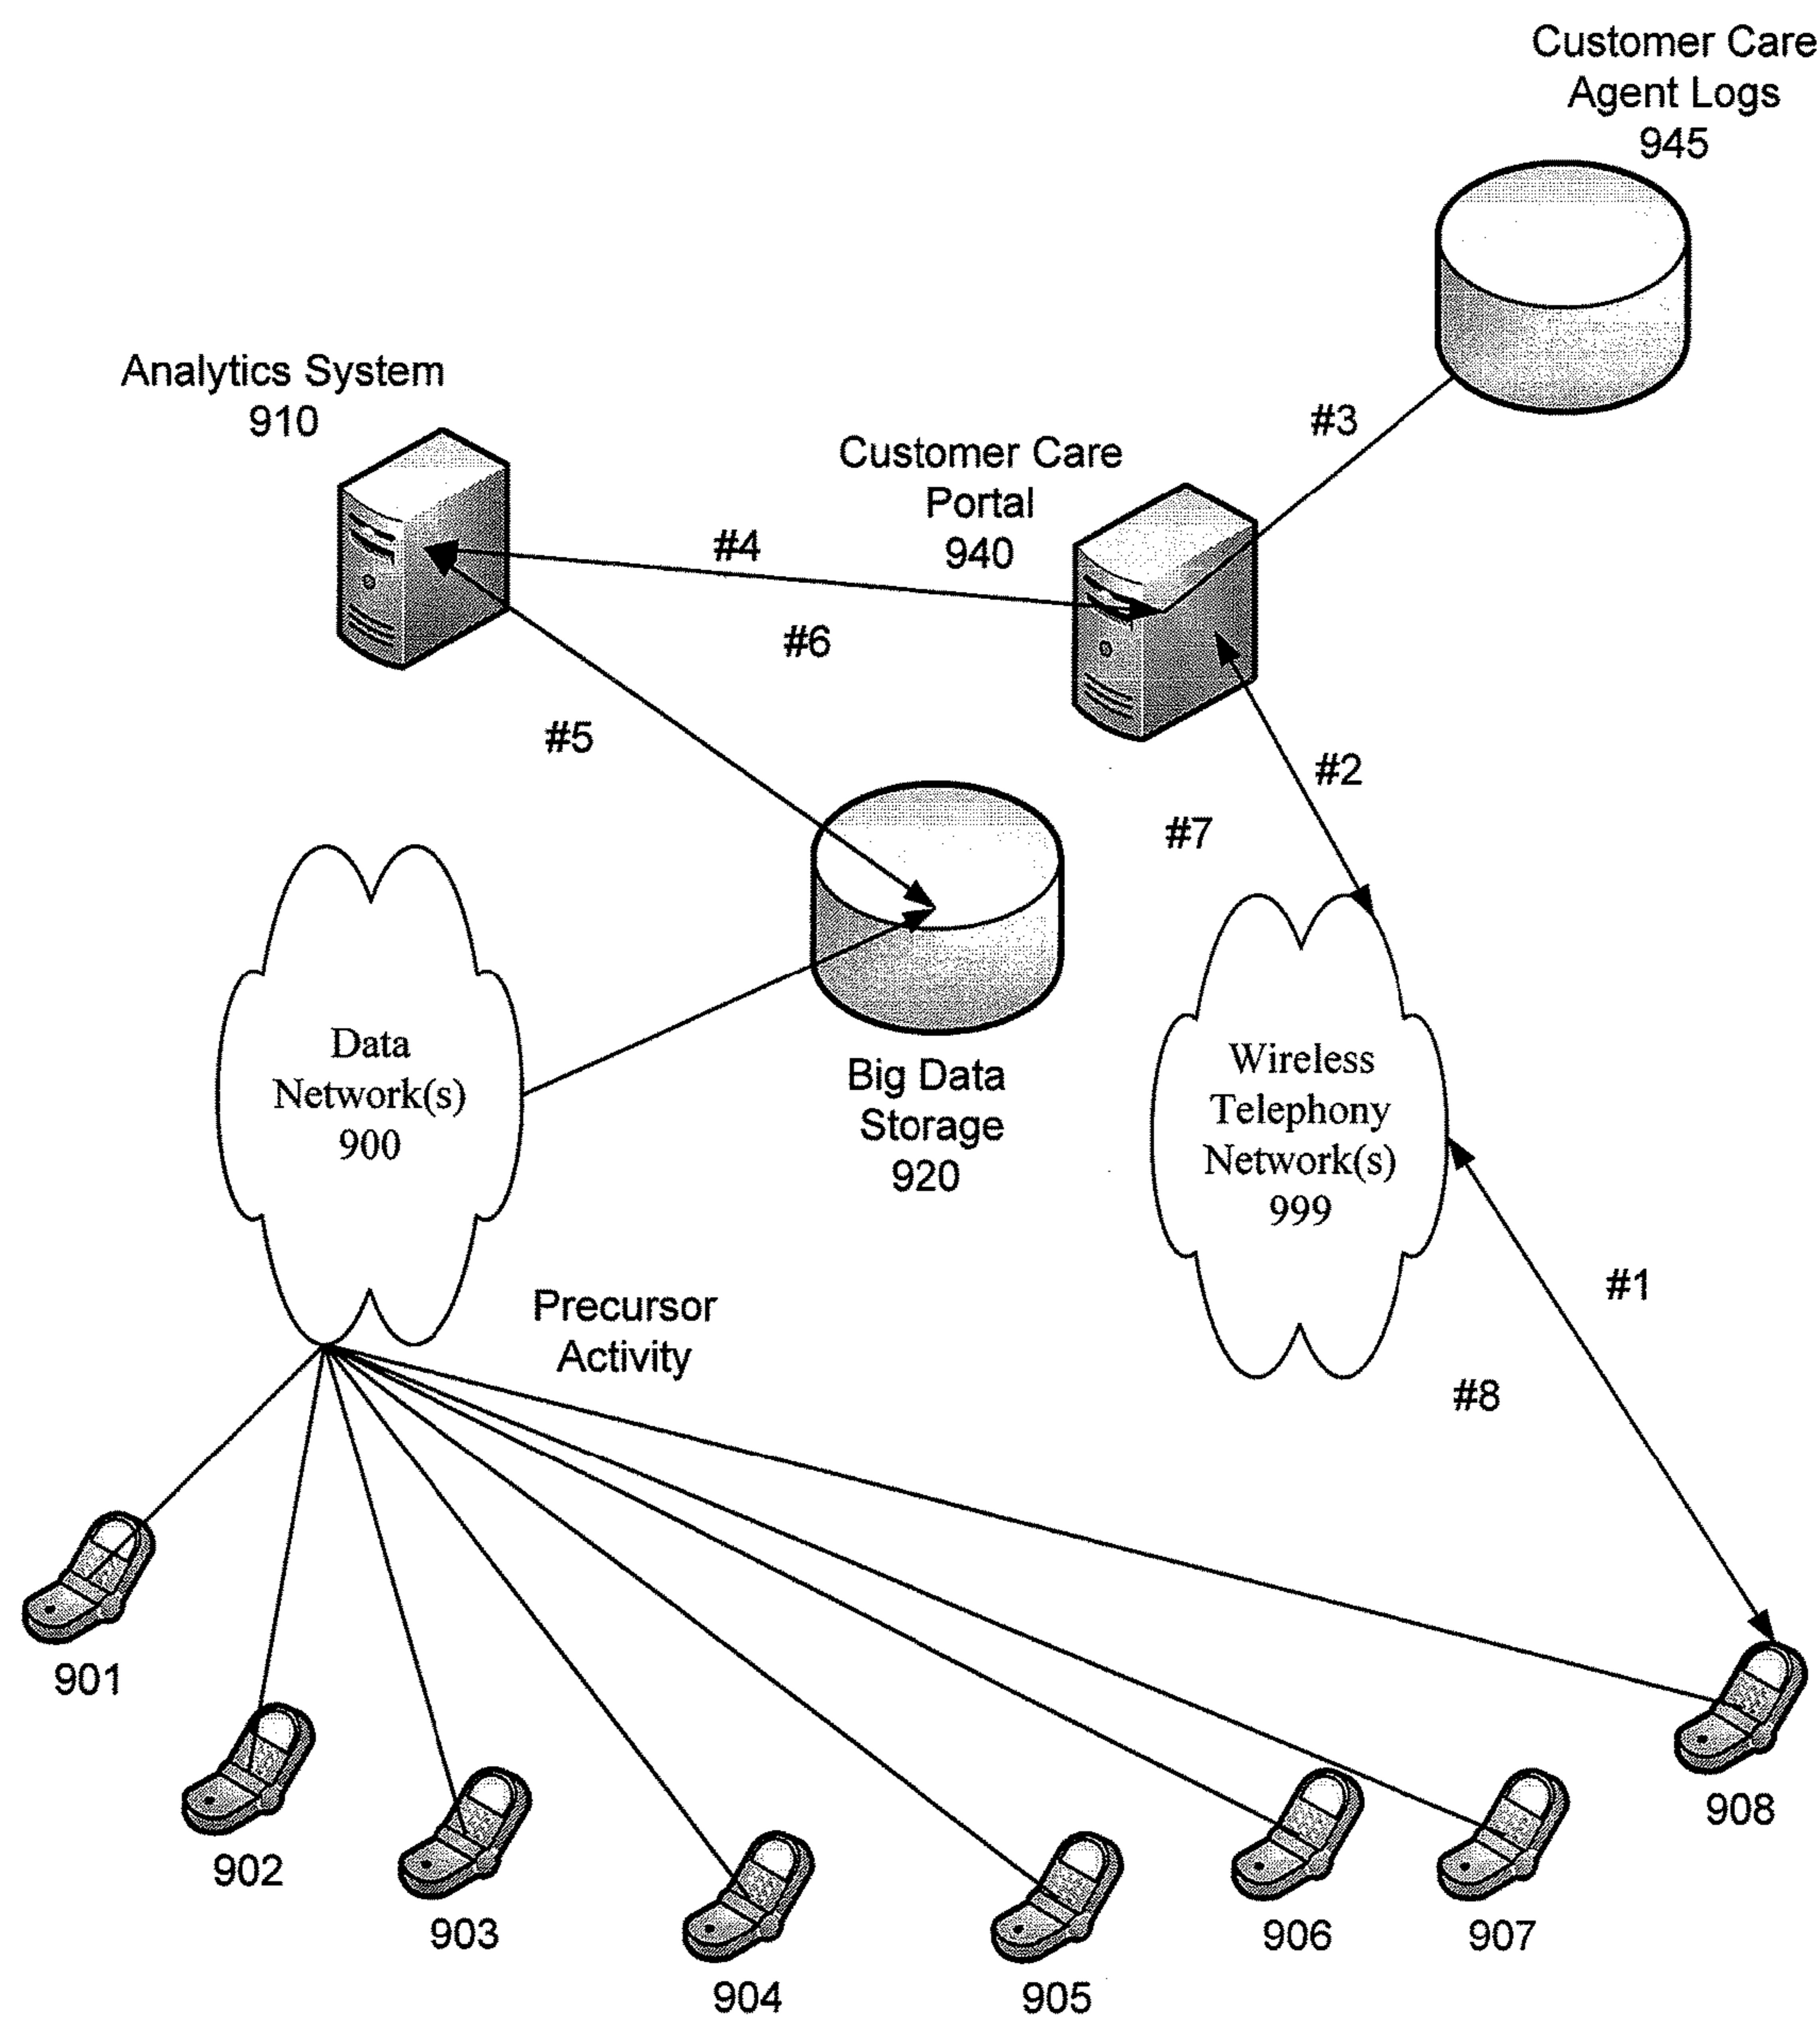 Customer Care
Agent Logs
945
Analytics System
910
#3
Customer Care
Portal
940
#4
#6
#5
#2
#7
Data
Network(s)
900
Big Data
Storage
920
Wireless
Telephony
Network(s)
999
Precursor
Activity
#1
#8
901
902
903
904
905
906
907
908